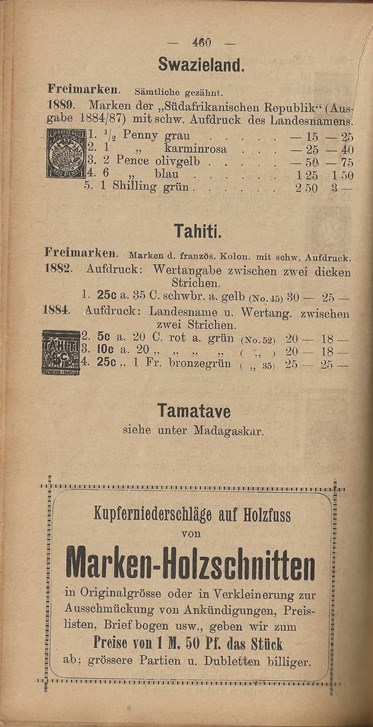 — 460 —
Swazieland.
Freimarken. Sämtliche gezähnt.
1889. Marken der „Südafrikanischen Republik“ (Aus-
gabe 1884/87) mit schw. Aufdruck des Landesnamens.
1. 1/2 Penny grau . . . . . — 15 — 25
2. 1 „ karminrosa . . . — 25 — 40
3. 2 Pence olivgelb . . . . — 50 — 75
4. 6 „ blau . . . . . 1 25 1 50
5. 1 Shilling grün . . . . . 2 50 3 —
Tahiti.
Freimarken. Marken d. französ. Kolon. mit schw. Aufdruck.
1882. Aufdruck: Wertangabe zwischen zwei dicken
Strichen.
1. 25c a. 35 C. schwbr. a. gelb (No. 45) 30 — 25 —
1884. Aufdruck: Landesname u. Wertang. zwischen
zwei Strichen.
TAHITI
2. 5c a. 20 C. rot a. grün (No. 52) 20 — 18 —
3. 10c a. 20 „ „ „ „ ( „ „ ) 20 — 18 —
4. 25c „ 1 Fr. bronzegrün ( „ 35) 25 — 25 —
Tamatave
siehe unter Madagaskar.
Kupferniederschläge auf Holzfuss
von
Marken-Holzschnitten
in Originalgrösse oder in Verkleinerung zur
Ausschmückung von Ankündigungen, Preis-
listen, Briefbogen usw., geben wir zum
Preise von 1 M. 50 Pf. das Stück
ab; grössere Partien u. Dubletten billiger.